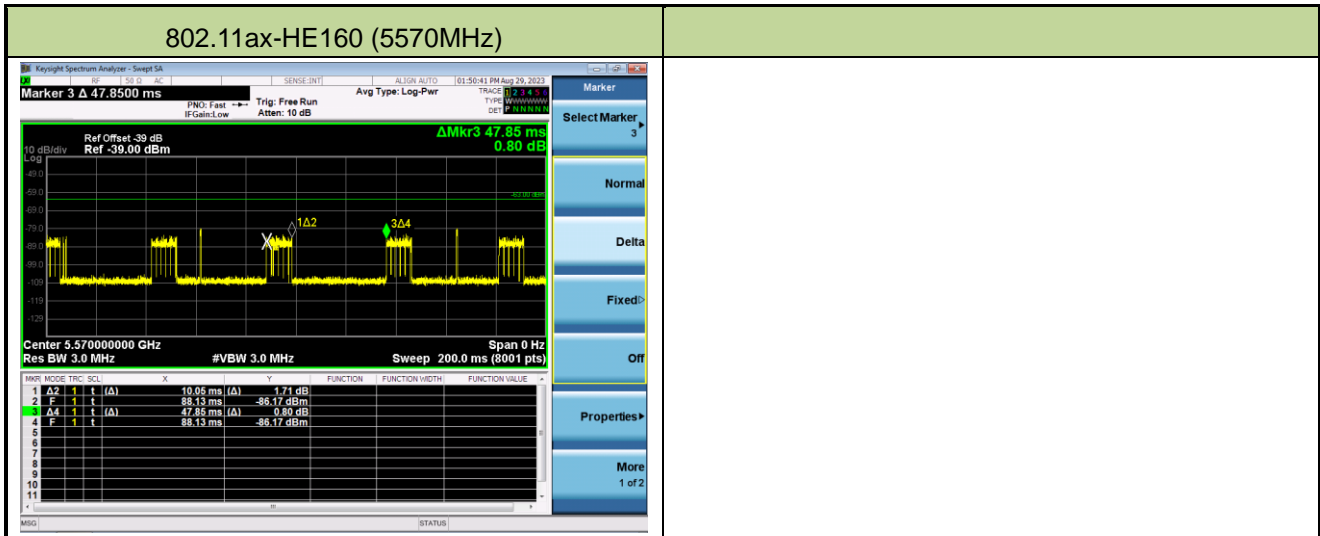 802.11ax-HE160 (5570MHz)
Keysight Spectrum Analyzer - Swept SA
RF 50 Ω AC SENSE:INT ALIGN AUTO 01:50:41 PM Aug 29, 2023
Marker 3 Δ 47.8500 ms
PNO: Fast Trig: Free Run Avg Type: Log-Pwr TRACE 1 2 3 4 5 6
IFGain:Low Atten: 10 dB TYPE WWWWWW
DET P N N N N N
Marker
Select Marker
3
Normal
Delta
Fixed
Off
Properties
More
1 of 2
ΔMkr3 47.85 ms
0.80 dB
Ref Offset -39 dB
10 dB/div Ref -39.00 dBm
Log
-49.0
-59.0
-63.00 dBm
-69.0
-79.0
-89.0
-99.0
-109
-119
-129
1Δ2
3Δ4
Center 5.570000000 GHz Span 0 Hz
Res BW 3.0 MHz #VBW 3.0 MHz Sweep 200.0 ms (8001 pts)
MKR MODE TRC SCL X Y FUNCTION FUNCTION WIDTH FUNCTION VALUE
1 Δ2 1 t (Δ) 10.05 ms (Δ) 1.71 dB
2 F 1 t 88.13 ms -86.17 dBm
3 Δ4 1 t (Δ) 47.85 ms (Δ) 0.80 dB
4 F 1 t 88.13 ms -86.17 dBm
5
6
7
8
9
10
11
MSG STATUS